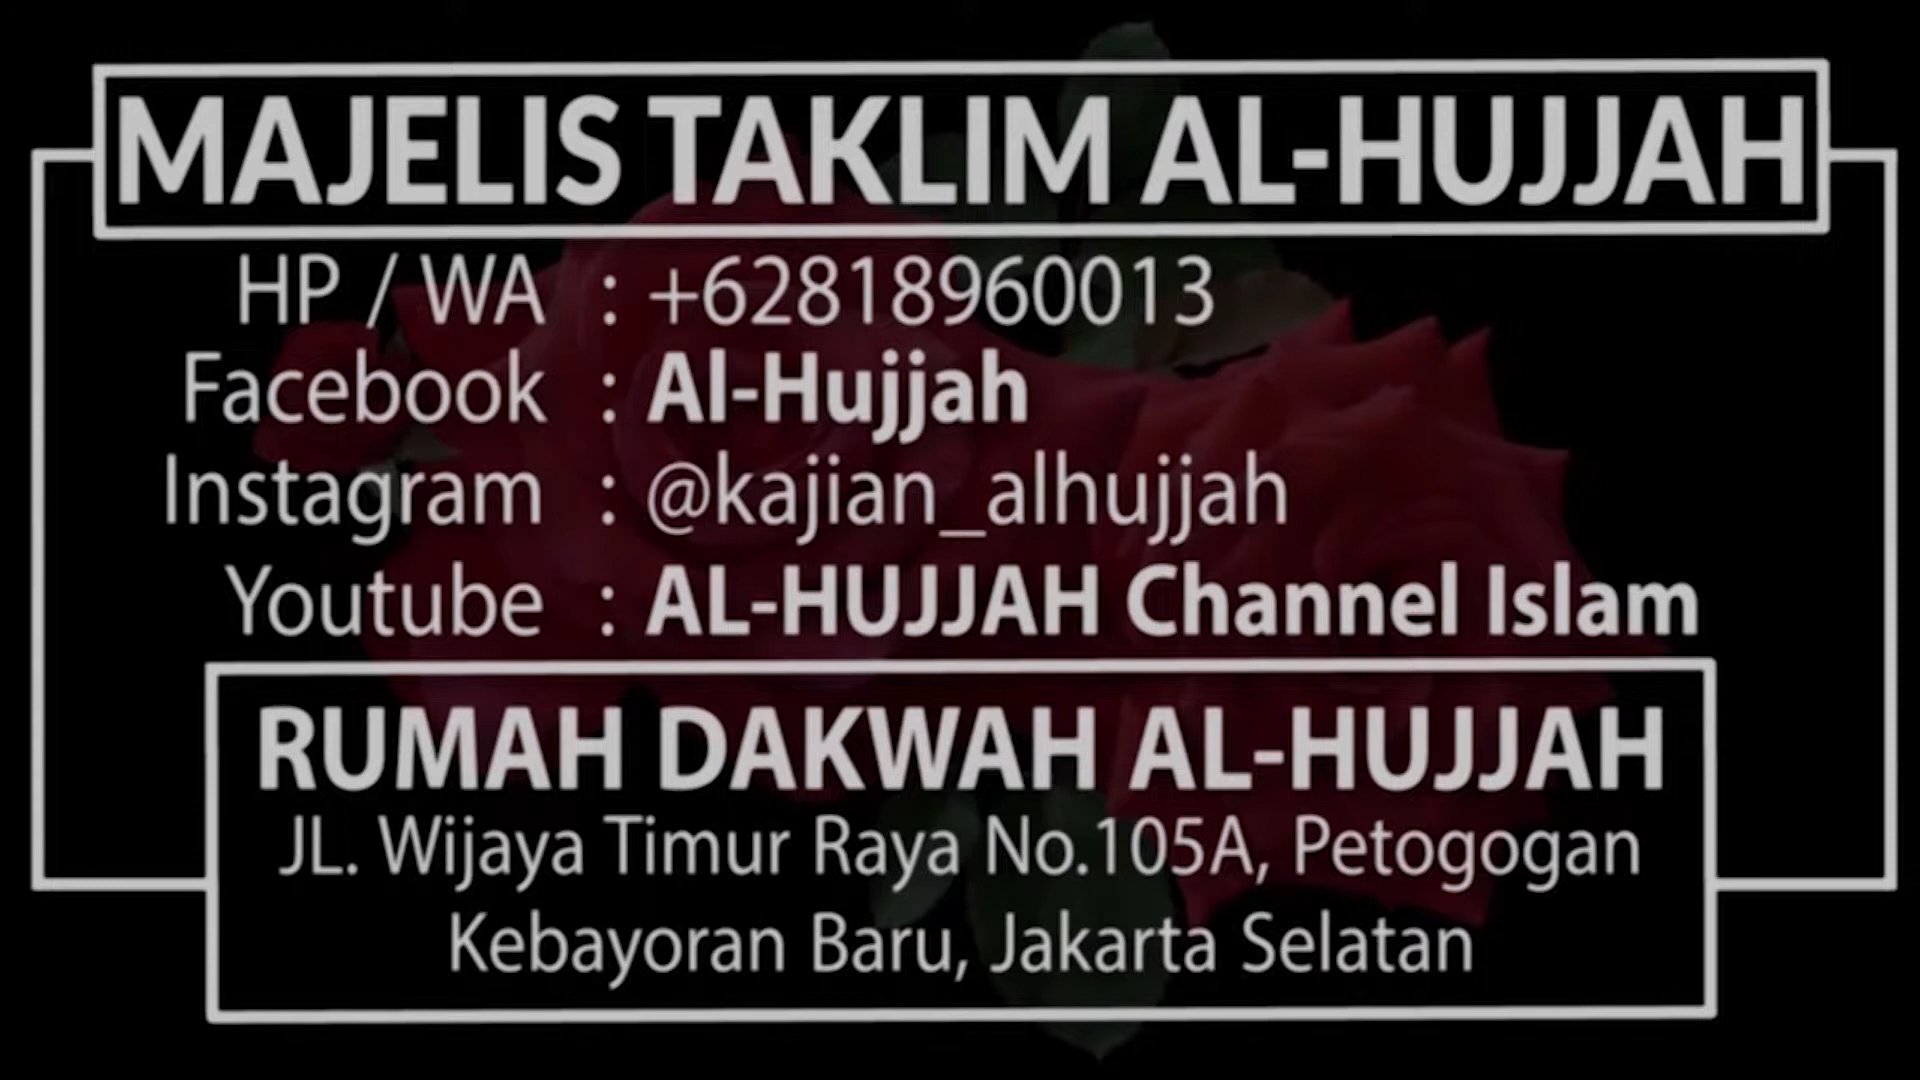 MAJELIS TAKLIM AL-HUJJAH
HP / WA : +62818960013
Facebook : Al-Hujjah
Instagram : @kajian_alhujjah
Youtube : AL-HUJJAH Channel Islam
RUMAH DAKWAH AL-HUJJAH
JL. Wijaya Timur Raya No.105A, Petogogan
Kebayoran Baru, Jakarta Selatan